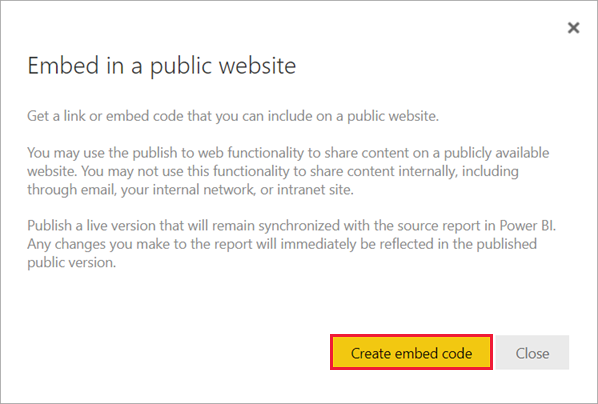 Embed in a public website
Get a link or embed code that you can include on a public website.
You may use the publish to web functionality to share content on a publicly available
website. You may not use this functionality to share content internally, including
through email, your internal network, or intranet site.
Publish a live version that will remain synchronized with the source report in Power BI.
Any changes you make to the report will immediately be reflected in the published
public version.
Create embed code
Close